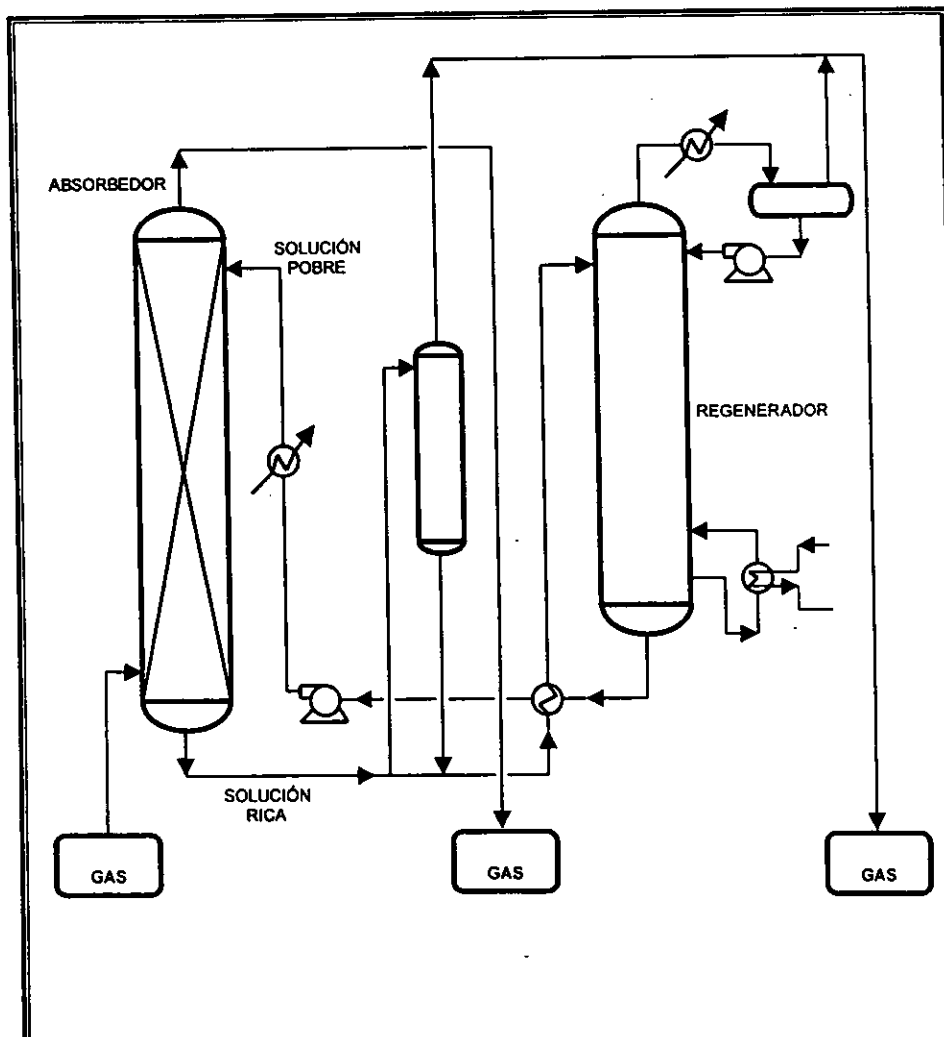 ABSORBEDOR
SOLUCIÓN
POBRE
REGENERADOR
SOLUCIÓN
RICA
GAS
GAS
GAS